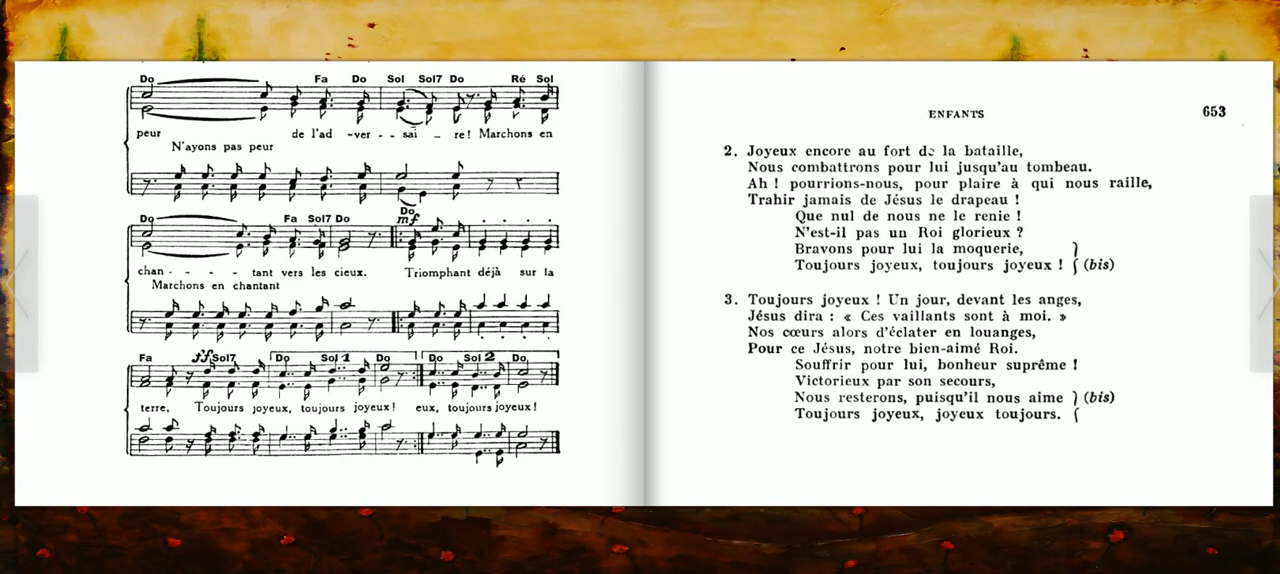 Do Fa Do Sol Sol7 Do Ré Sol
peur de l'ad -ver - - sai _ re! Marchons en
N'ayons pas peur
Do Fa Sol7 Do Do
mf
chan - - - - tant vers les cieux. Triomphant déjà sur la
Marchons en chantant
Fa ff Sol7 Do Sol 1 Do Do Sol 2 Do
terre, Toujours joyeux, toujours joyeux! eux, toujours joyeux!
ENFANTS 653
2. Joyeux encore au fort de la bataille,
Nous combattrons pour lui jusqu'au tombeau.
Ah ! pourrions-nous, pour plaire à qui nous raille,
Trahir jamais de Jésus le drapeau !
Que nul de nous ne le renie !
N'est-il pas un Roi glorieux ?
Bravons pour lui la moquerie,
Toujours joyeux, toujours joyeux ! (bis)
3. Toujours joyeux ! Un jour, devant les anges,
Jésus dira : « Ces vaillants sont à moi. »
Nos cœurs alors d'éclater en louanges,
Pour ce Jésus, notre bien-aimé Roi.
Souffrir pour lui, bonheur suprême !
Victorieux par son secours,
Nous resterons, puisqu'il nous aime (bis)
Toujours joyeux, joyeux toujours.